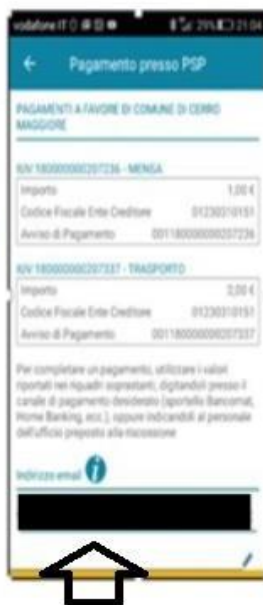 vodafone IT
29% 21:04
Pagamento presso PSP
PAGAMENTI A FAVORE DI COMUNE DI CERRO
MAGGIORE
IUV 180000000207236 - MENSA
Importo 1,00 €
Codice Fiscale Ente Creditore 01230310151
Avviso di Pagamento 001180000000207236
IUV 180000000207337 - TRASPORTO
Importo 2,00 €
Codice Fiscale Ente Creditore 01230310151
Avviso di Pagamento 001180000000207337
Per completare un pagamento, utilizzare i valori
riportati nei riquadri soprastanti, digitandoli presso il
canale di pagamento desiderato (sportello Bancomat,
Home Banking, ecc.), oppure indicandoli al personale
dell'ufficio preposto alla riscossione
Indirizzo email i